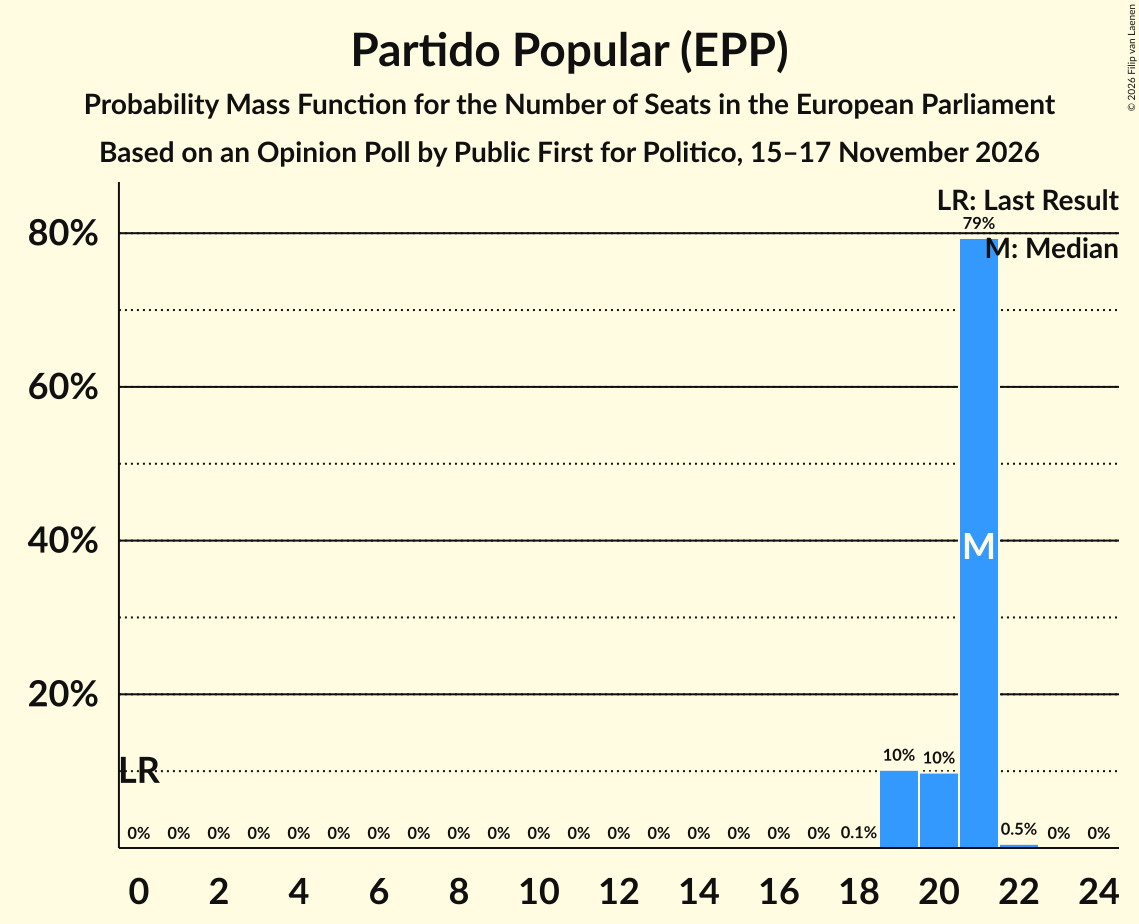 Partido Popular (EPP)
Probability Mass Function for the Number of Seats in the European Parliament
Based on an Opinion Poll by Public First for Politico, 15–17 November 2026
© 2026 Filip van Laenen
LR: Last Result
M: Median
80%
60%
40%
20%
79%
M
LR
0% 0% 0% 0% 0% 0% 0% 0% 0% 0% 0% 0% 0% 0% 0% 0% 0% 0% 0.1% 10% 10% 0.5% 0% 0%
0 2 4 6 8 10 12 14 16 18 20 22 24